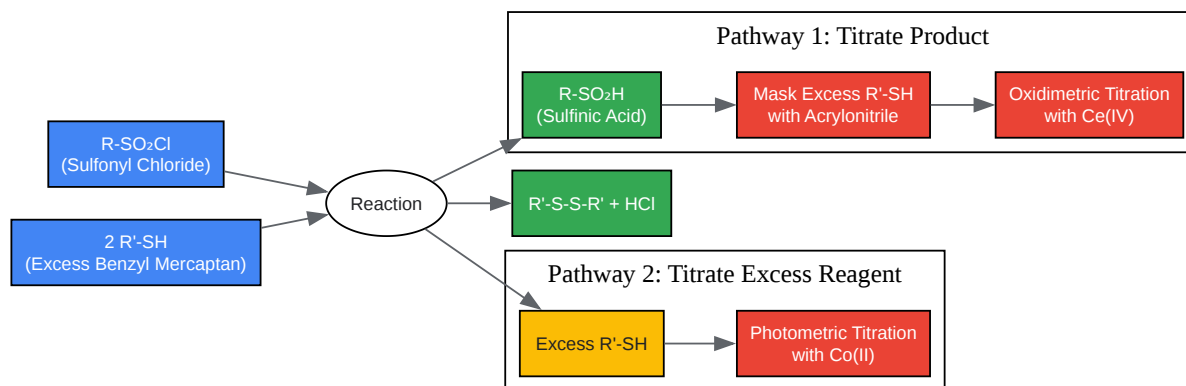 R-SO₂Cl
(Sulfonyl Chloride)
2 R'-SH
(Excess Benzyl Mercaptan)
Reaction
Pathway 1: Titrate Product
R-SO₂H
(Sulfinic Acid)
Mask Excess R'-SH
with Acrylonitrile
Oxidimetric Titration
with Ce(IV)
R'-S-S-R' + HCl
Pathway 2: Titrate Excess Reagent
Excess R'-SH
Photometric Titration
with Co(II)